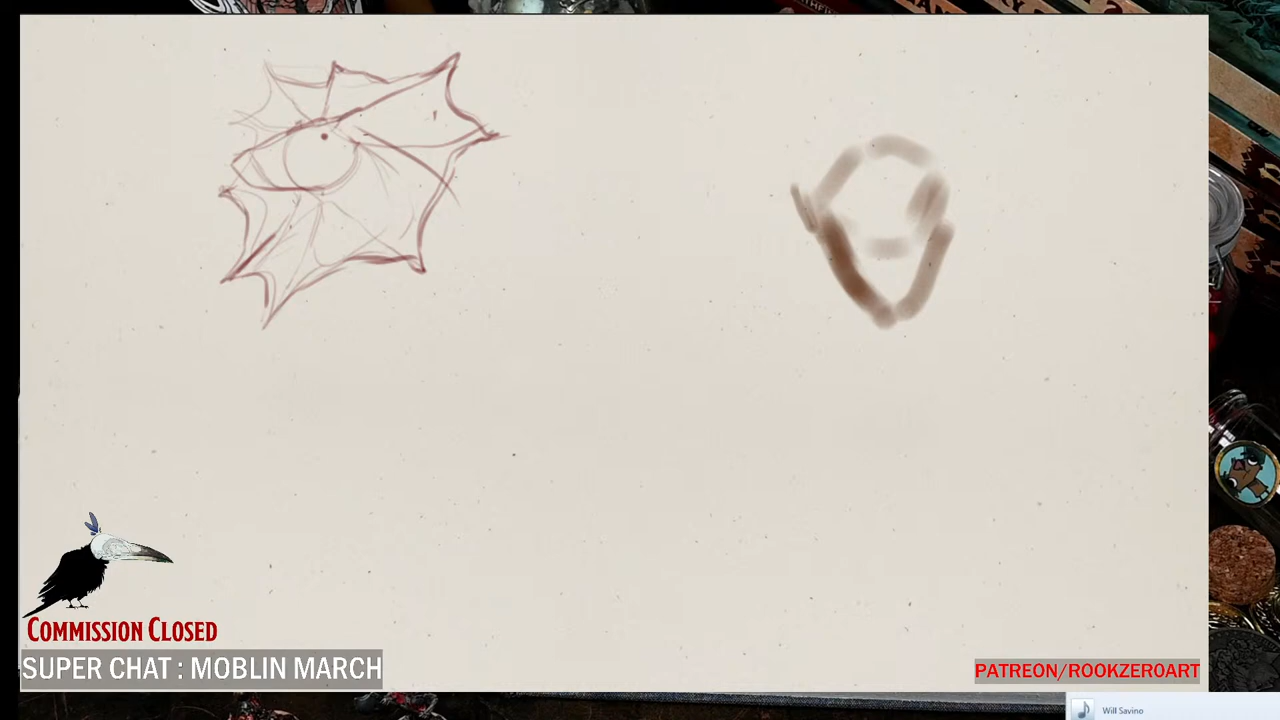 COMMISSION CLOSED
SUPER CHAT : MOBLIN MARCH
PATREON/ROOKZEROART
Will Savino